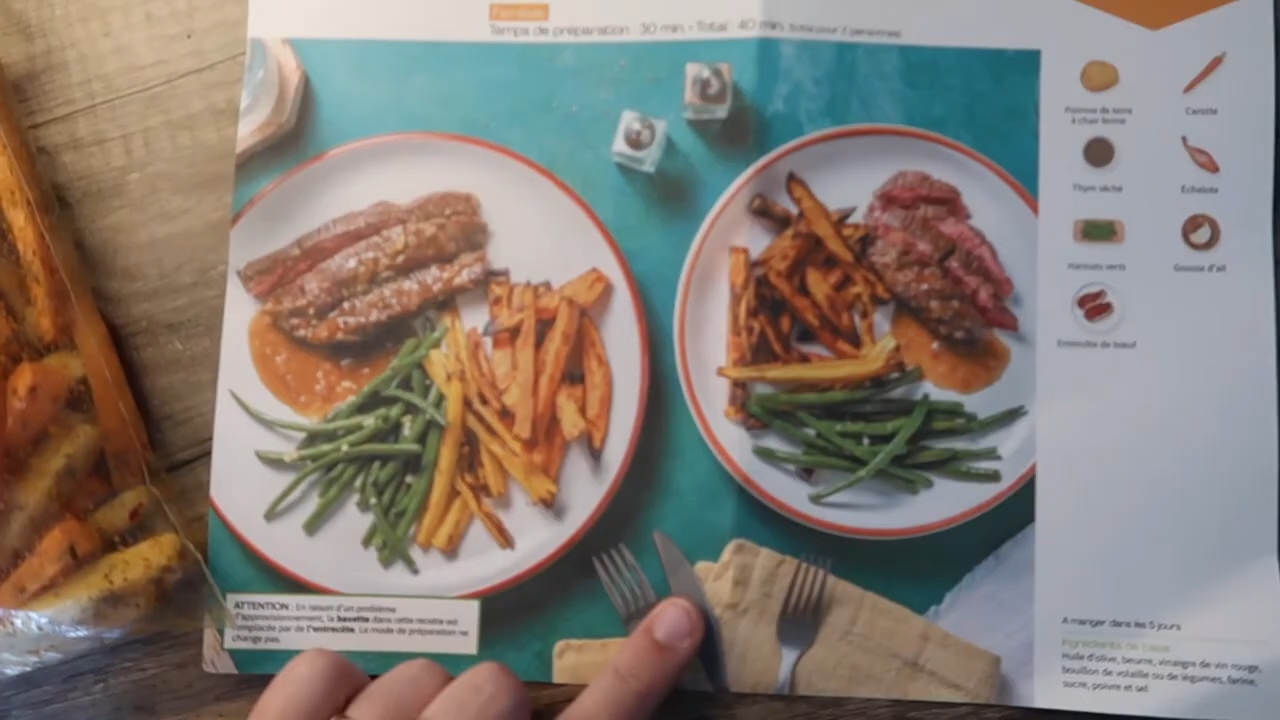 Familiale
Temps de préparation : 30 min • Total : 40 min
Pomme de terre
à chair ferme
Carotte
Thym séché
Échalote
Haricots verts
Gousse d'ail
Entrecôte de bœuf
ATTENTION : En raison d'un problème
d'approvisionnement, la bavette dans cette recette est
remplacée par de l'entrecôte. Le mode de préparation ne
change pas.
A manger dans les 5 jours
Ingrédients de base
Huile d'olive, beurre, vinaigre de vin rouge,
bouillon de volaille ou de légumes, farine,
sucre, poivre et sel